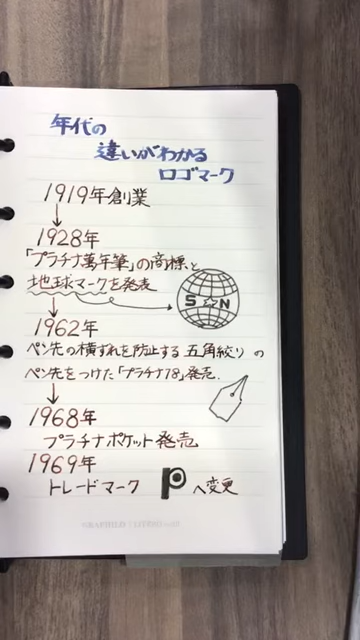 年代の
違いがわかる
ロゴマーク
1919年創業
1928年
「プラチナ萬年筆」の商標と
地球マークを発表
S☆N
1962年
ペン先の横ずれを防止する 五角絞り の
ペン先をつけた「プラチナ18」発売.
1968年
プラチナポケット発売
1969年
トレードマーク P へ変更